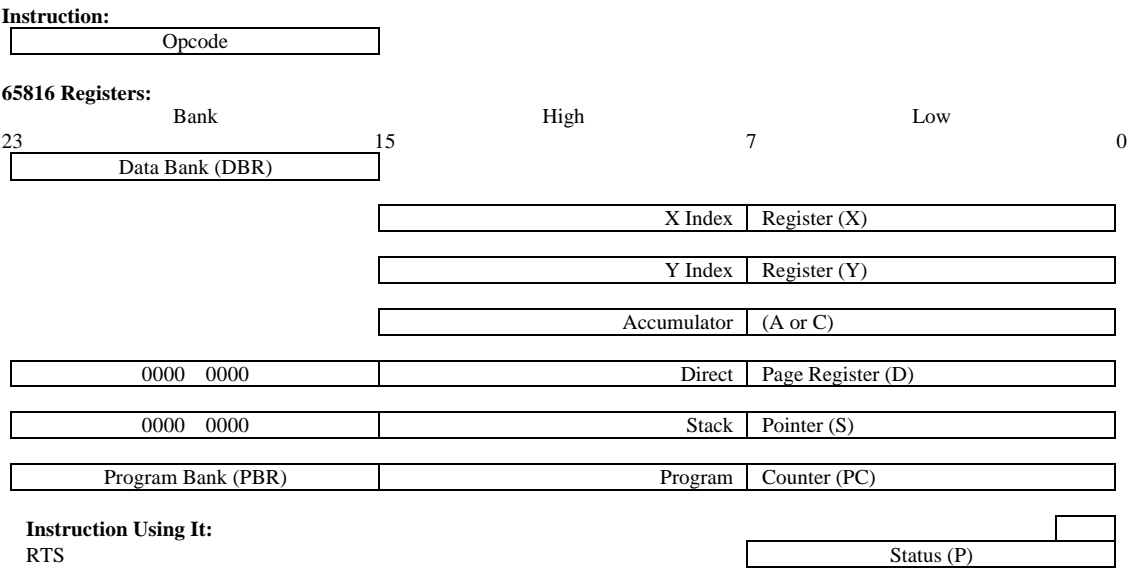 Instruction:
Opcode
65816 Registers:
Bank High Low
23 15 7 0
Data Bank (DBR)
X Index Register (X)
Y Index Register (Y)
Accumulator (A or C)
0000 0000 Direct Page Register (D)
0000 0000 Stack Pointer (S)
Program Bank (PBR) Program Counter (PC)
Instruction Using It:
RTS Status (P)